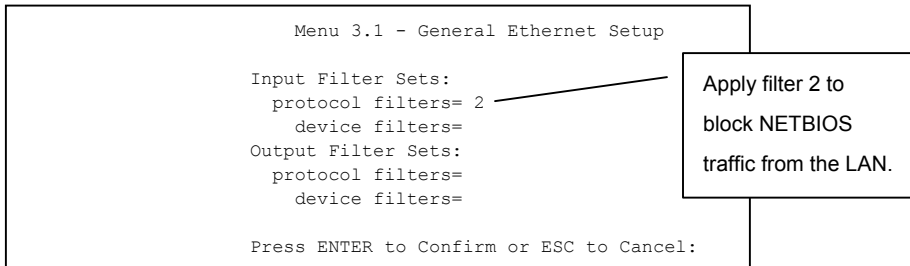 Menu 3.1 - General Ethernet Setup
Input Filter Sets:
protocol filters= 2
device filters=
Output Filter Sets:
protocol filters=
device filters=
Press ENTER to Confirm or ESC to Cancel:
Apply filter 2 to
block NETBIOS
traffic from the LAN.